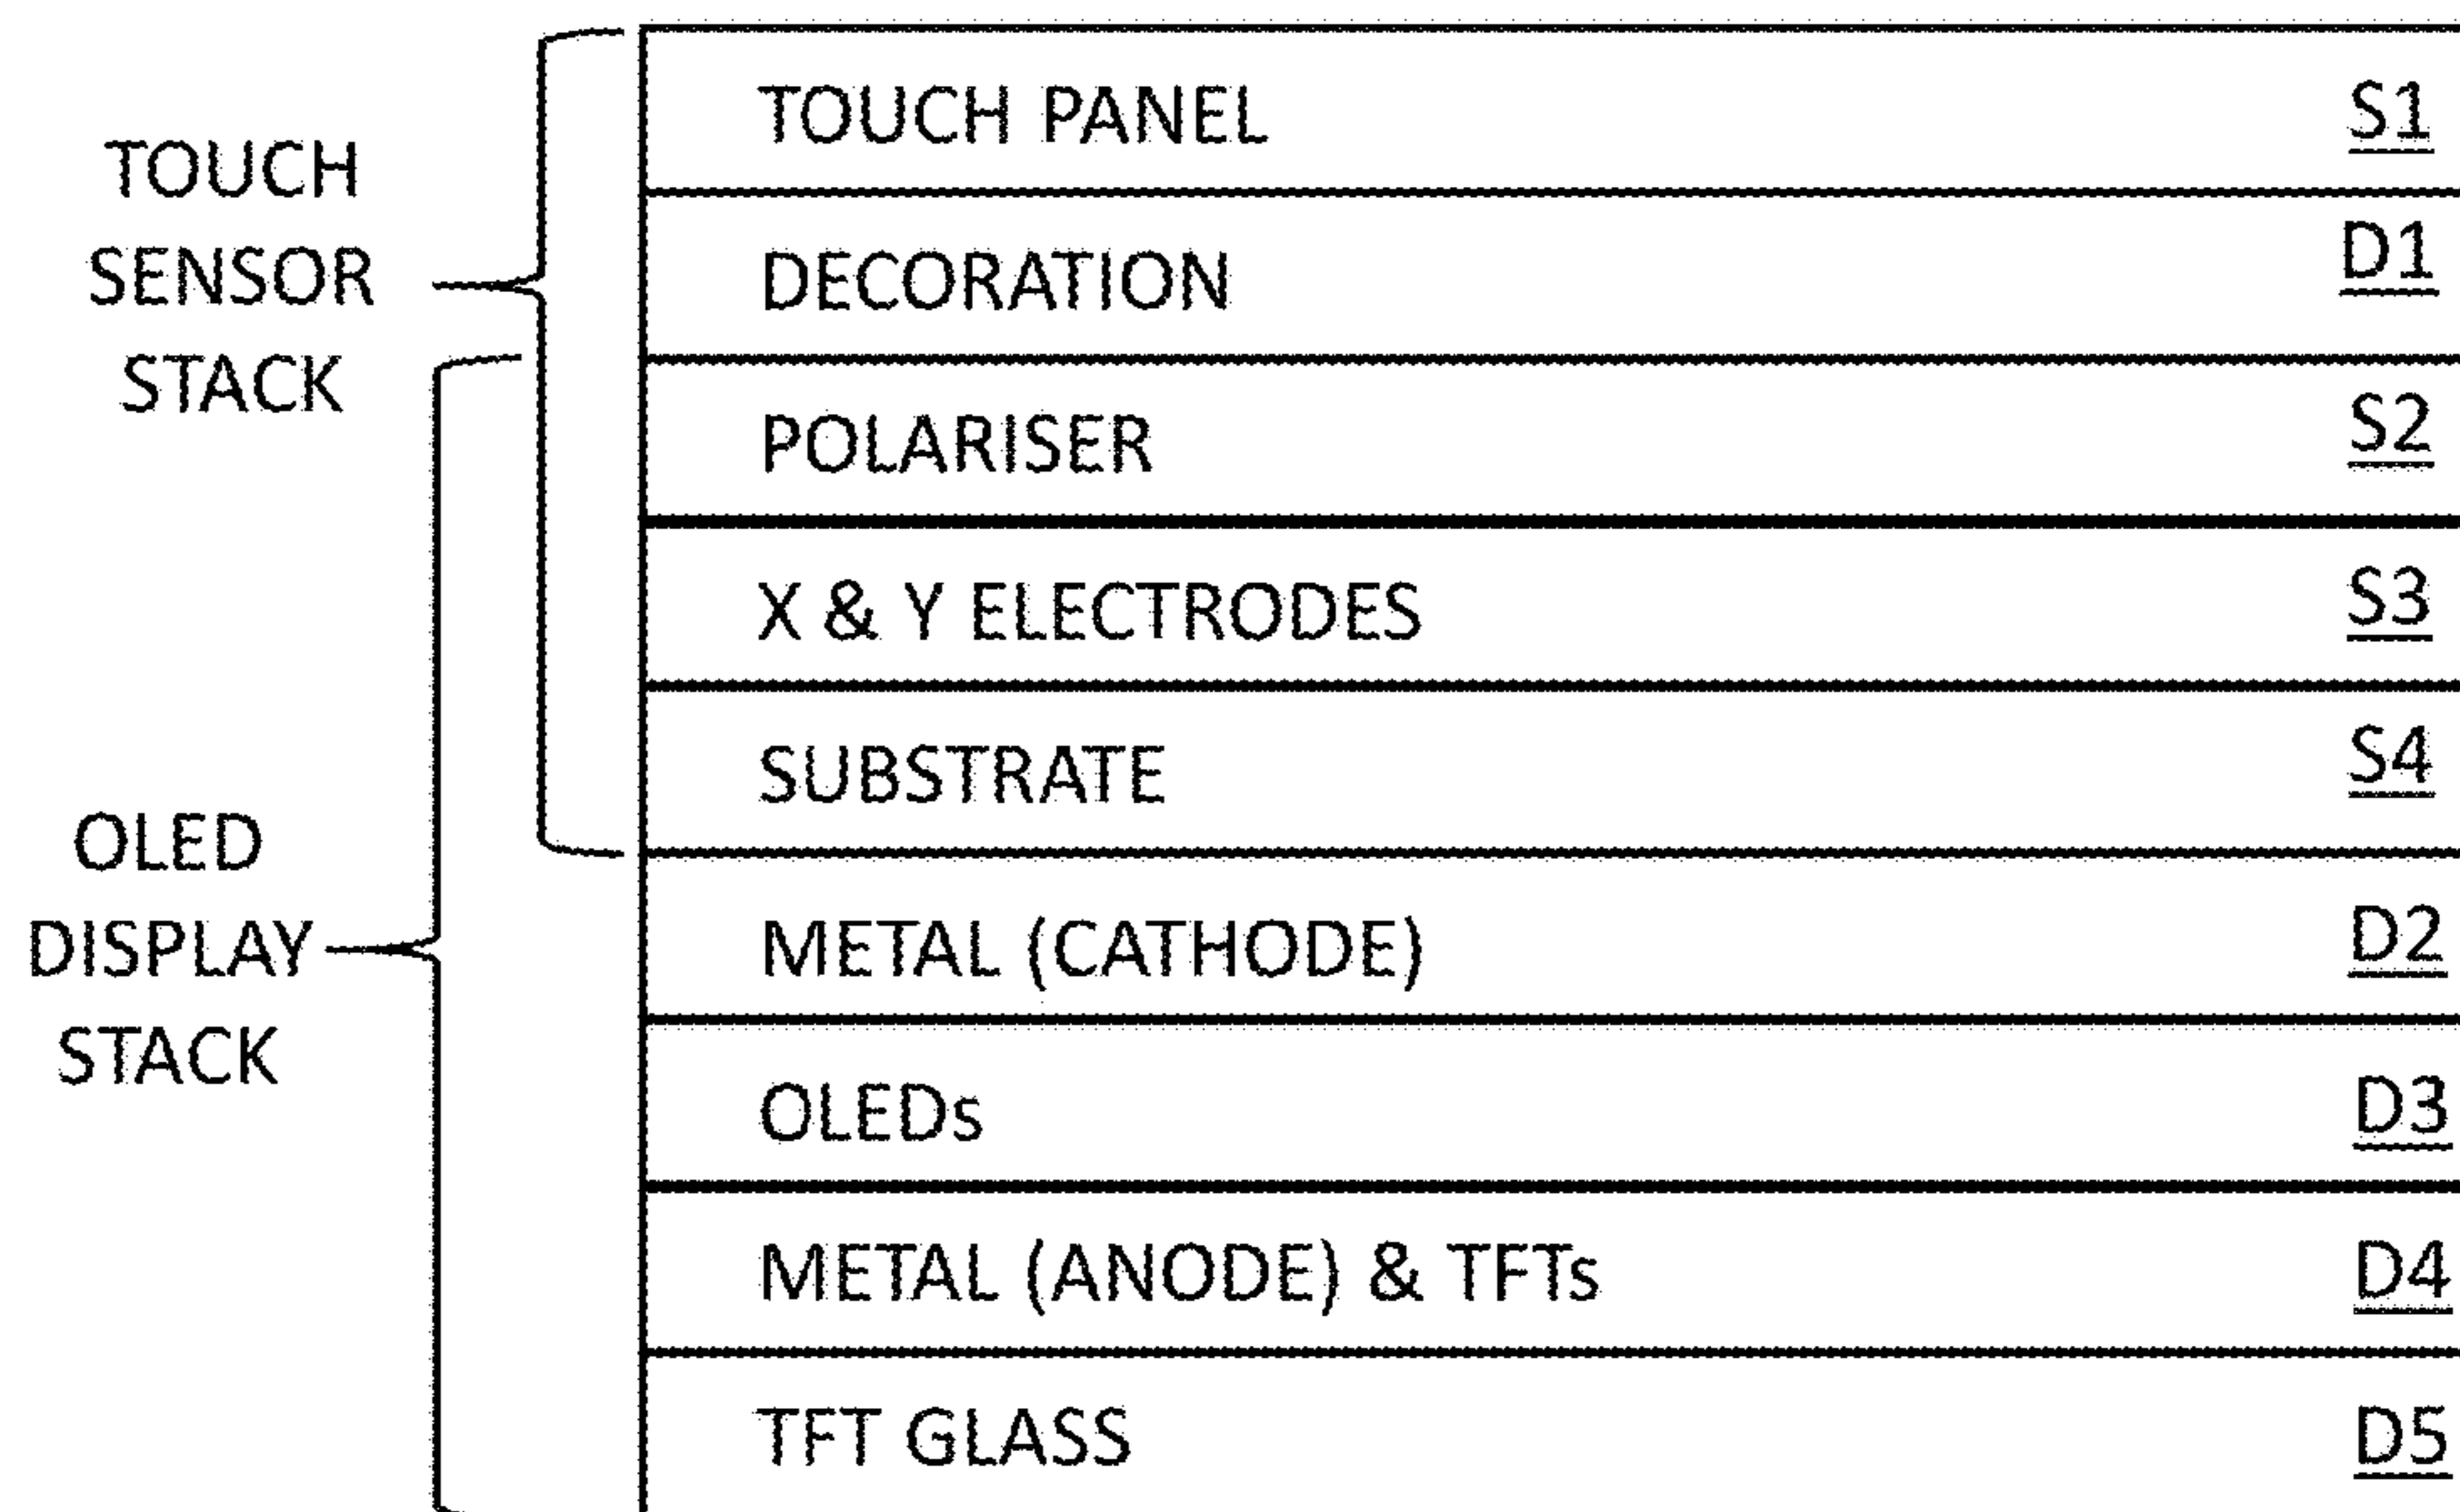 TOUCH
SENSOR
STACK
OLED
DISPLAY
STACK
TOUCH PANEL S1
DECORATION D1
POLARISER S2
X & Y ELECTRODES S3
SUBSTRATE S4
METAL (CATHODE) D2
OLEDs D3
METAL (ANODE) & TFTs D4
TFT GLASS D5